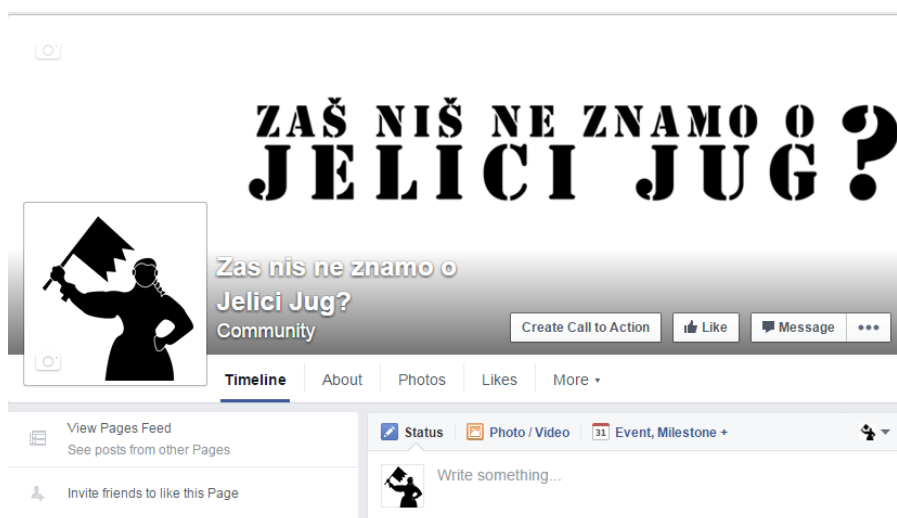 ZAŠ NIŠ NE ZNAMO O
JELICI JUG?
Zas nis ne znamo o
Jelici Jug?
Community
Create Call to Action
Like
Message
Timeline
About
Photos
Likes
More
View Pages Feed
See posts from other Pages
Invite friends to like this Page
Status
Photo / Video
31
Event, Milestone +
Write something...